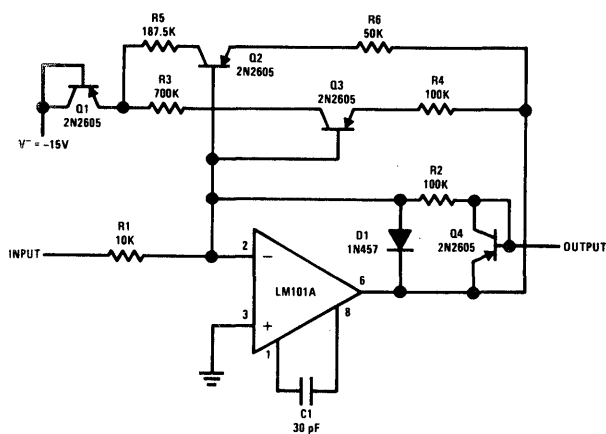 R5
187.5K
Q2
2N2605
R6
50K
Q1
2N2605
R3
700K
Q3
2N2605
R4
100K
V⁻ = –15V
R2
100K
D1
1N457
Q4
2N2605
OUTPUT
R1
10K
INPUT
2
−
LM101A
6
8
3
+
1
C1
30 pF